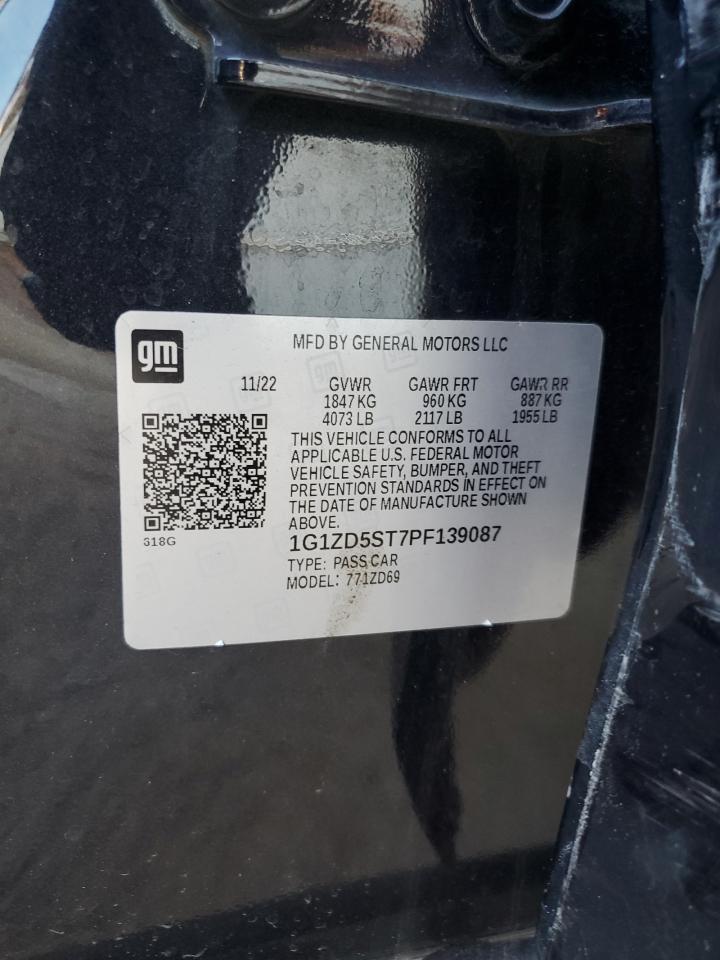 gm
MFD BY GENERAL MOTORS LLC
11/22 GVWR GAWR FRT GAWR RR
1847 KG 960 KG 887 KG
4073 LB 2117 LB 1955 LB
THIS VEHICLE CONFORMS TO ALL
APPLICABLE U.S. FEDERAL MOTOR
VEHICLE SAFETY, BUMPER, AND THEFT
PREVENTION STANDARDS IN EFFECT ON
THE DATE OF MANUFACTURE SHOWN
ABOVE.
318G
1G1ZD5ST7PF139087
TYPE: PASS CAR
MODEL: 771ZD69